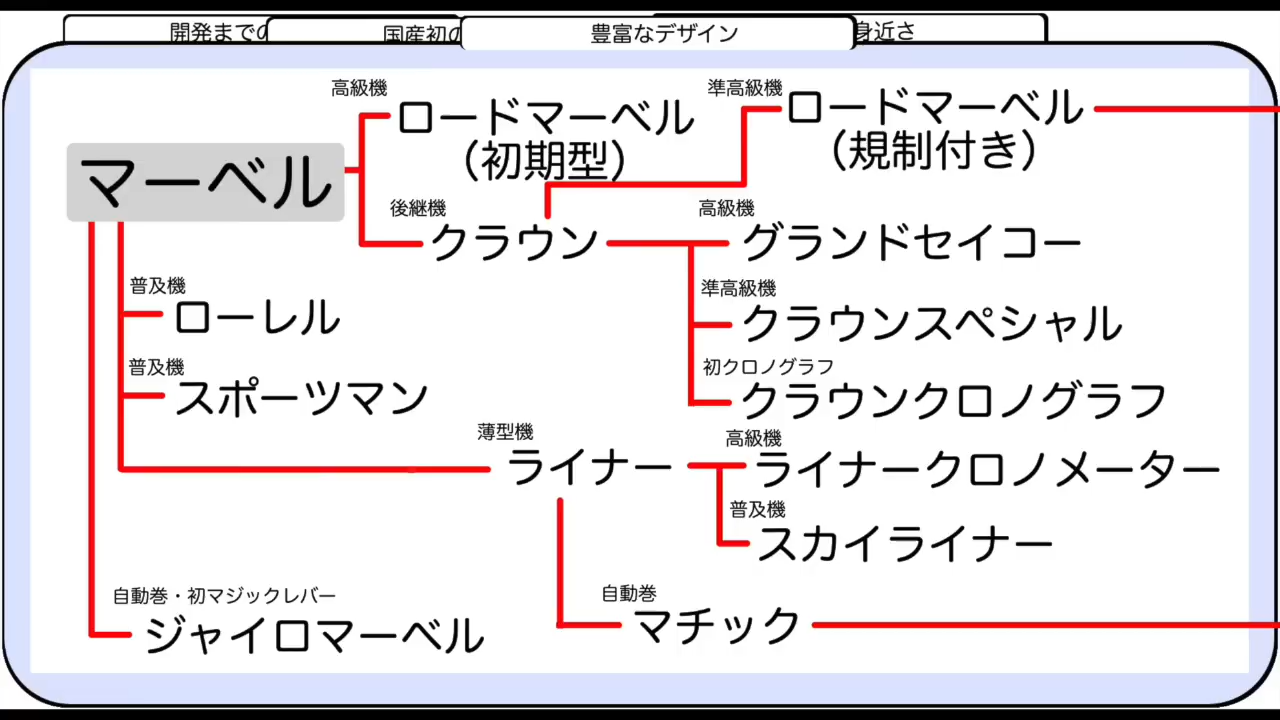 開発までの
国産初の
豊富なデザイン
身近さ
高級機
ロードマーベル
（初期型）
準高級機
ロードマーベル
（規制付き）
マーベル
後継機
クラウン
高級機
グランドセイコー
普及機
ローレル
準高級機
クラウンスペシャル
普及機
スポーツマン
初クロノグラフ
クラウンクロノグラフ
薄型機
ライナー
高級機
ライナークロノメーター
普及機
スカイライナー
自動巻・初マジックレバー
ジャイロマーベル
自動巻
マチック